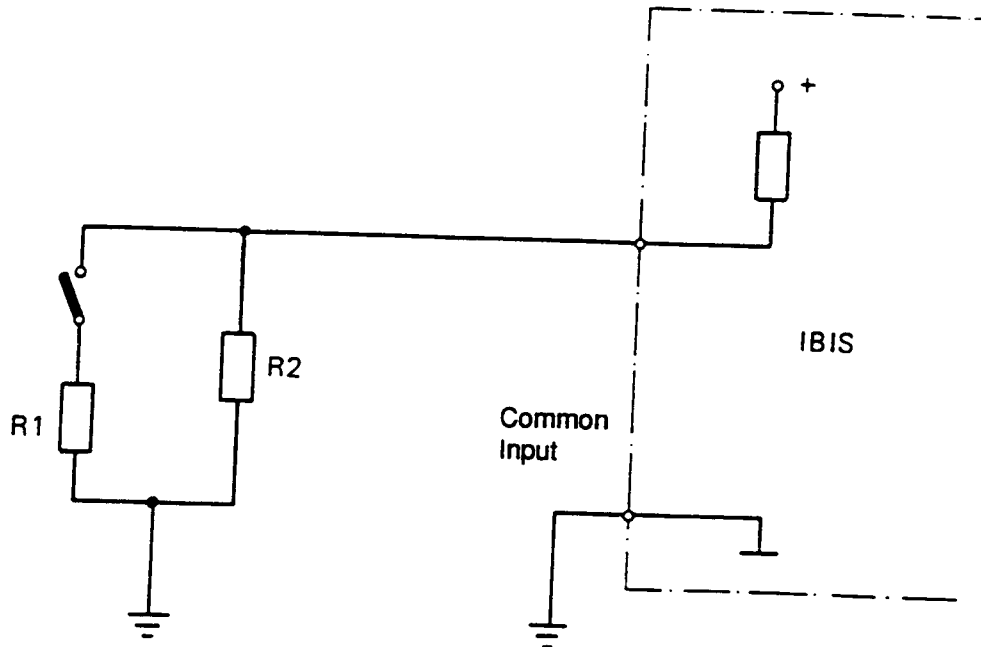 +
IBIS
R2
R1
Common
Input